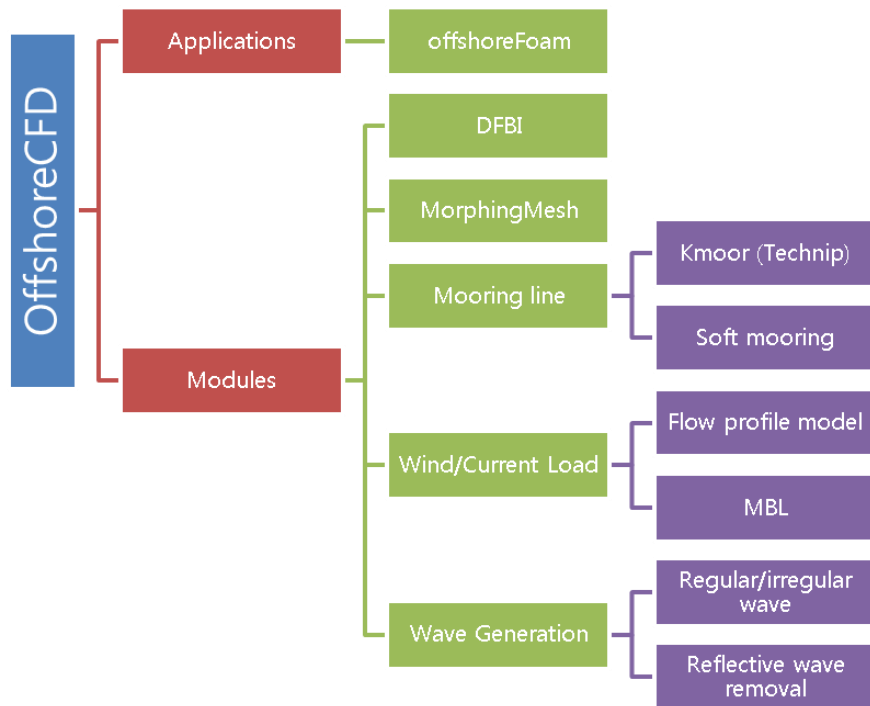 OffshoreCFD
Applications
offshoreFoam
Modules
DFBI
MorphingMesh
Mooring line
Kmoor (Technip)
Soft mooring
Wind/Current Load
Flow profile model
MBL
Wave Generation
Regular/irregular
wave
Reflective wave
removal